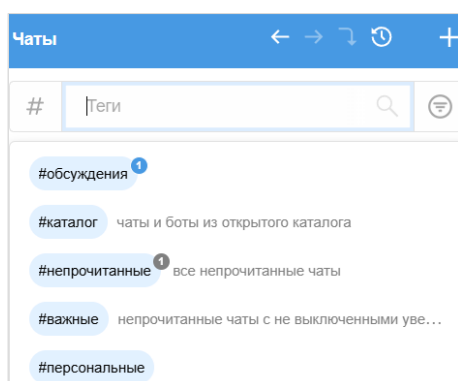 Чаты
# Теги
#обсуждения 1
#каталог чаты и боты из открытого каталога
#непрочитанные 1 все непрочитанные чаты
#важные непрочитанные чаты с не выключенными уве...
#персональные